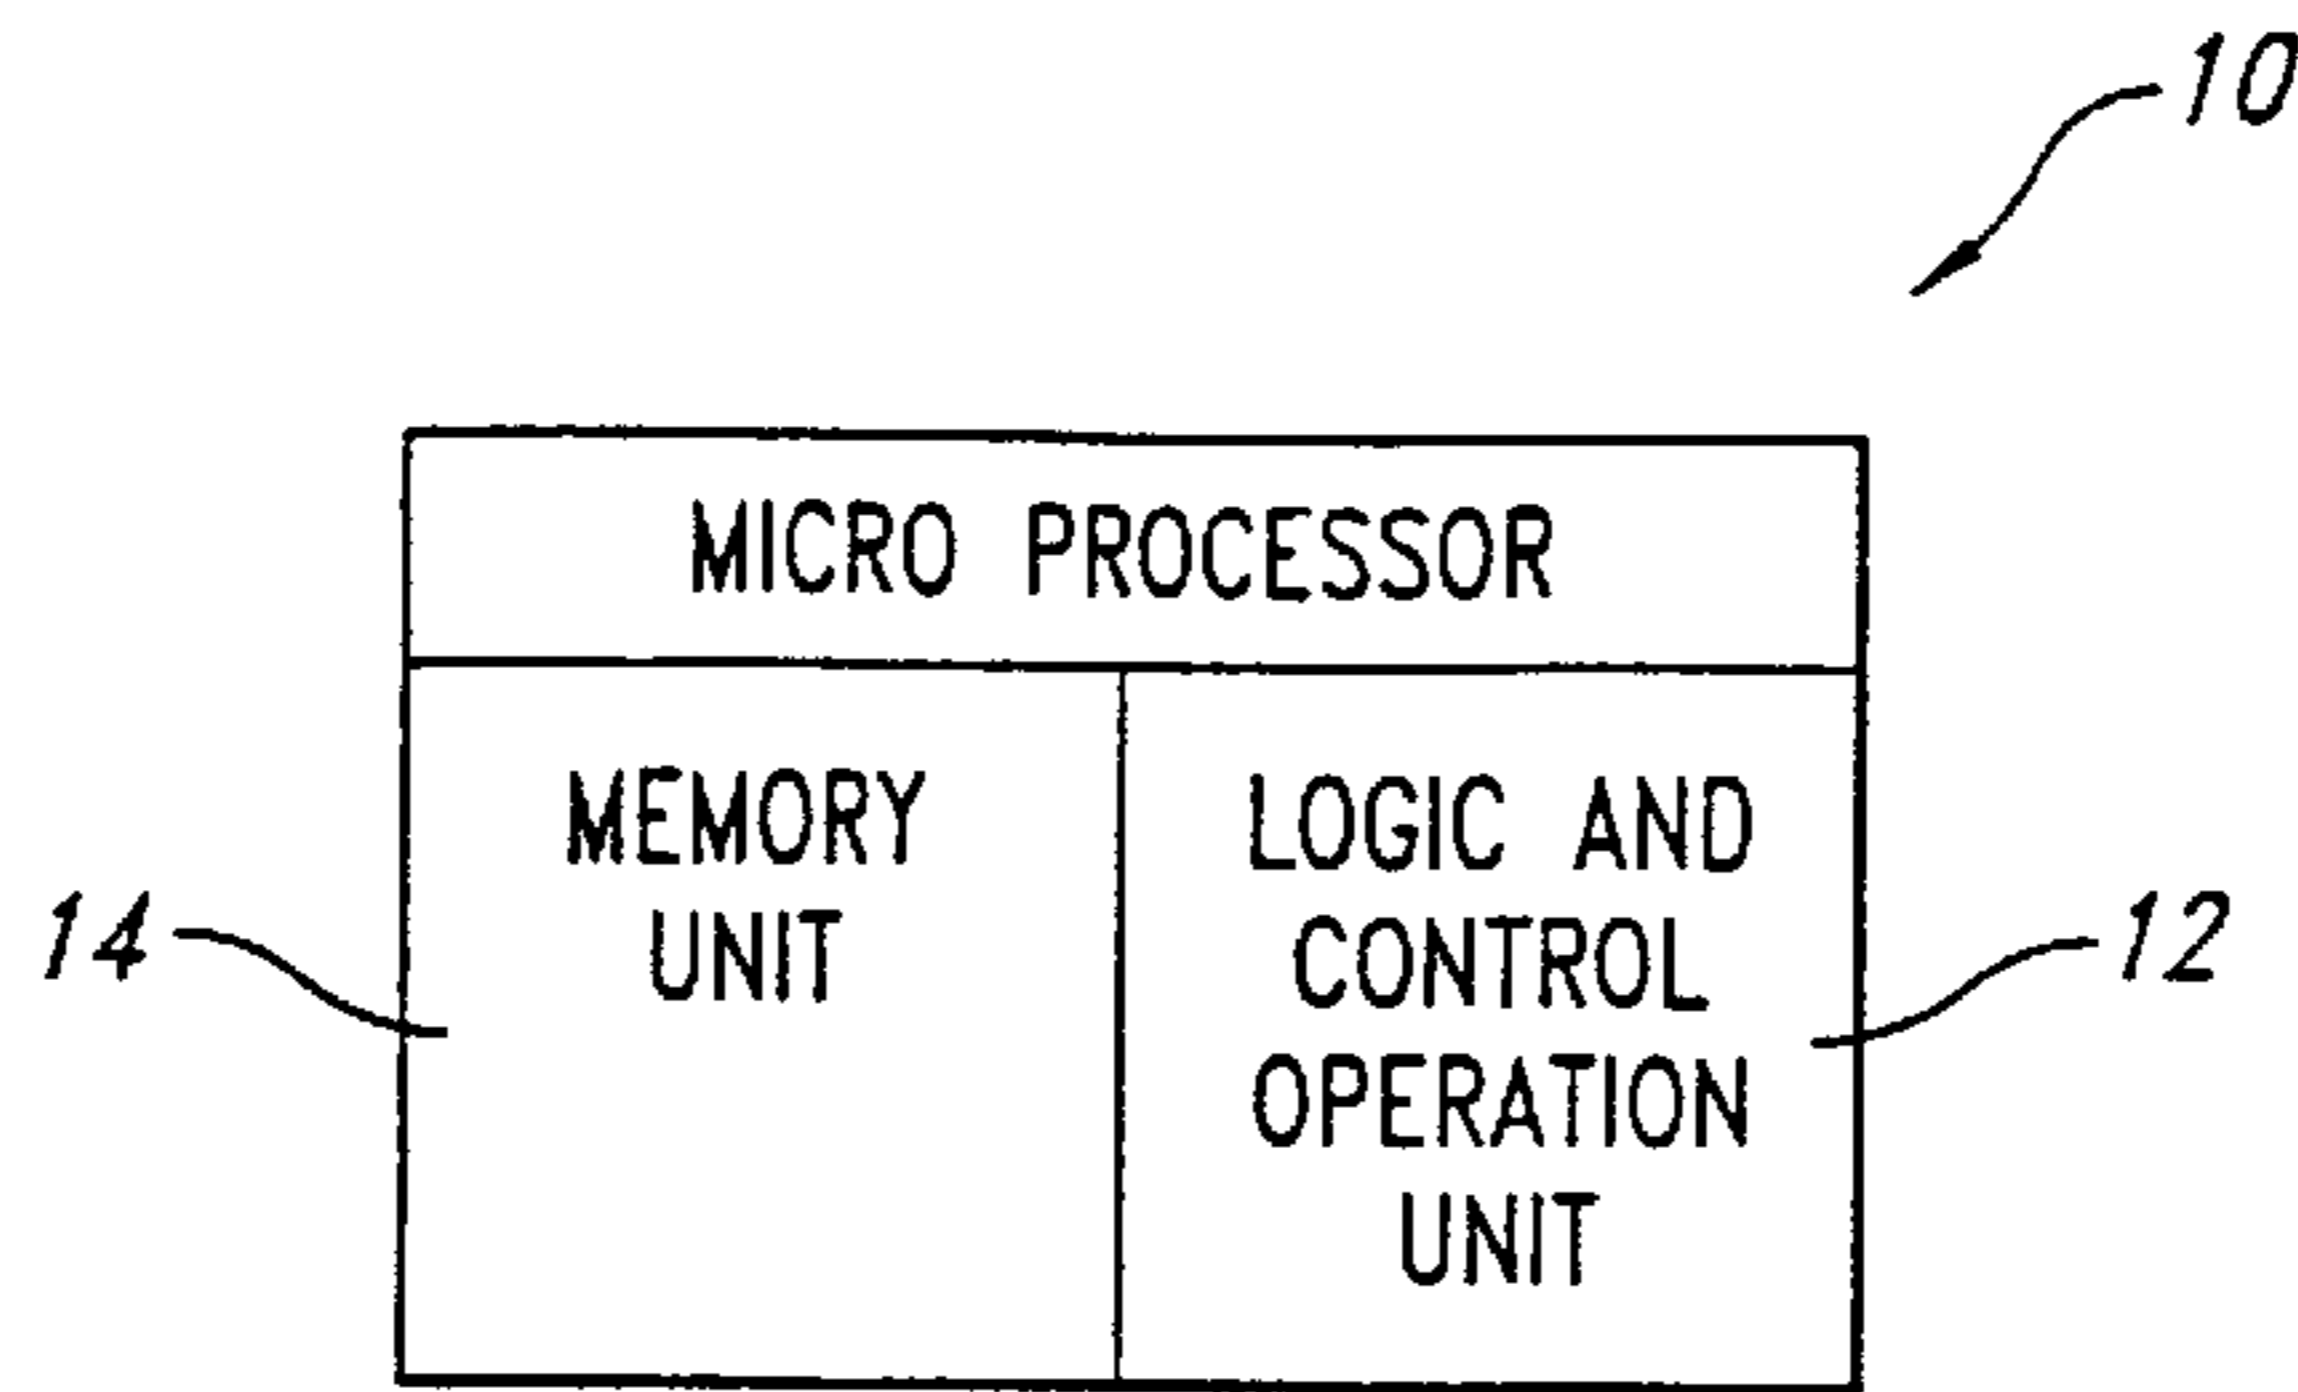 10
MICRO PROCESSOR
MEMORY
UNIT
LOGIC AND
CONTROL
OPERATION
UNIT
14
12